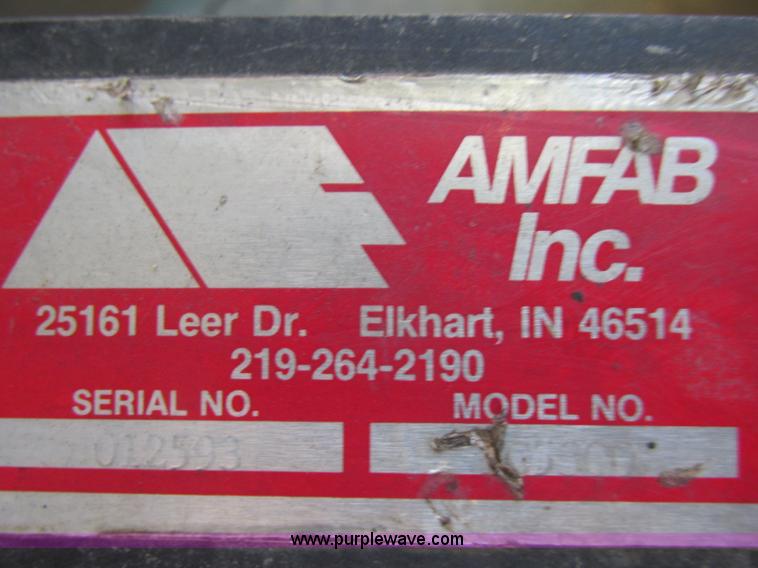 AMFAB
Inc.
25161 Leer Dr. Elkhart, IN 46514
219-264-2190
SERIAL NO. MODEL NO.
012593
www.purplewave.com